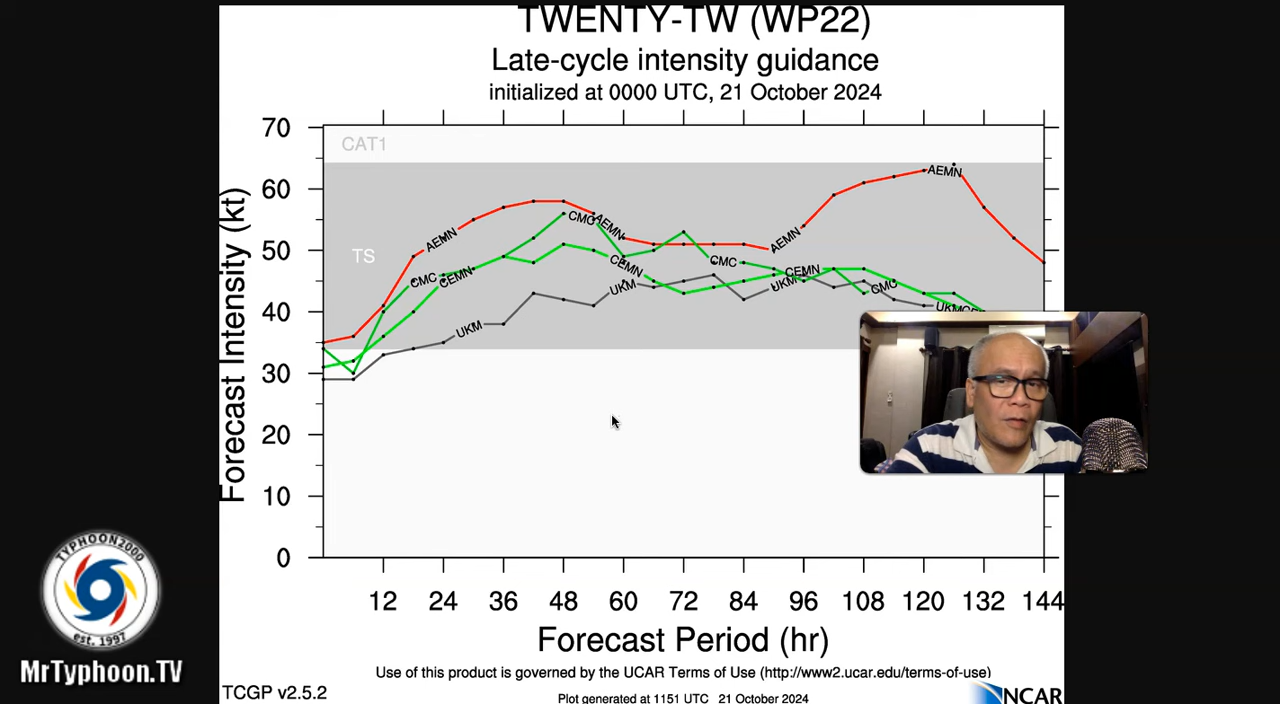 TWENTY-TW (WP22)
Late-cycle intensity guidance
initialized at 0000 UTC, 21 October 2024
Forecast Intensity (kt)
70
60
50
40
30
20
10
0
CAT1
TS
AEMN
CMC
CEMN
UKM
CMC
AEMN
CEMN
UKM
CMC
AEMN
CEMN
UKM
CMC
AEMN
12 24 36 48 60 72 84 96 108 120 132 144
Forecast Period (hr)
Use of this product is governed by the UCAR Terms of Use (http://www2.ucar.edu/terms-of-use)
TCGP v2.5.2
Plot generated at 1151 UTC 21 October 2024
NCAR
TYPHOON2000
est. 1997
MrTyphoon.TV